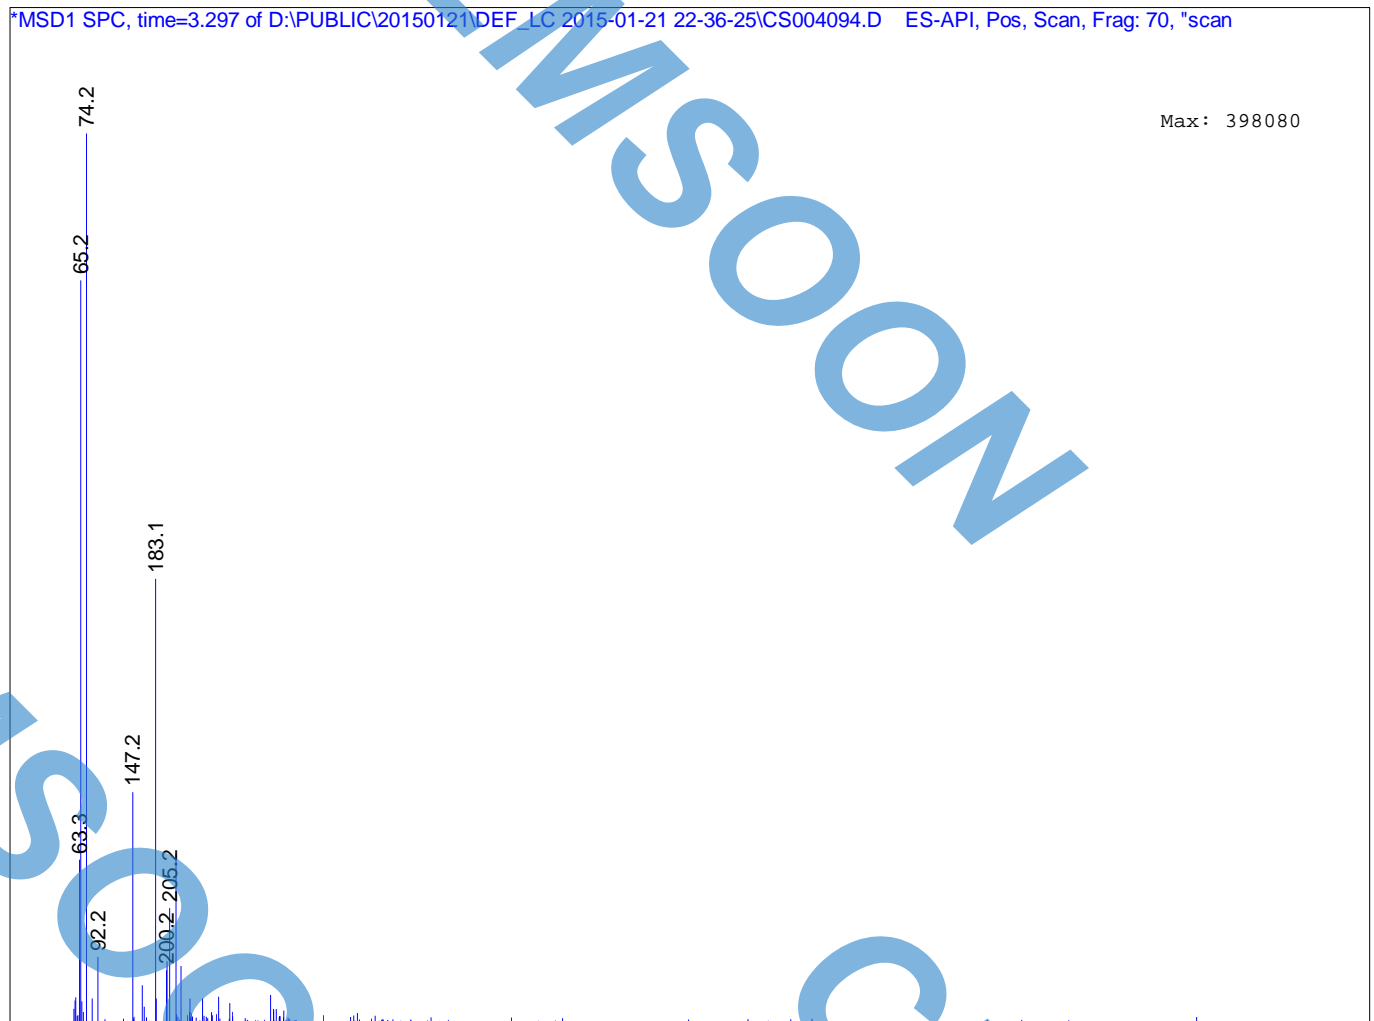 *MSD1 SPC, time=3.297 of D:\PUBLIC\20150121\DEF_LC 2015-01-21 22-36-25\CS004094.D ES-API, Pos, Scan, Frag: 70, "scan
74.2
Max: 398080
65.2
183.1
147.2
63.3
205.2
200.2
92.2
MSOON